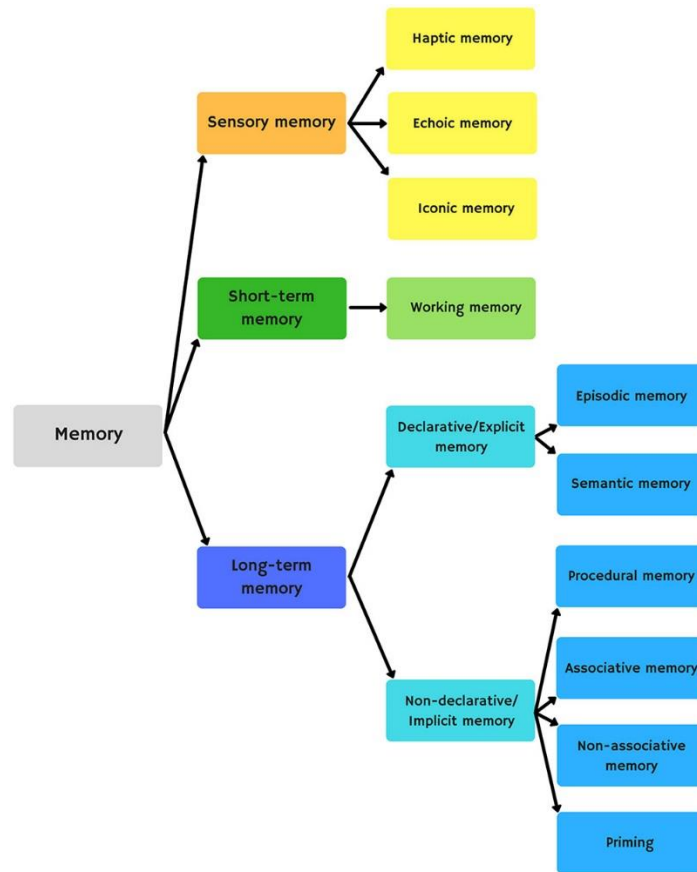 Haptic memory
Sensory memory
Echoic memory
Iconic memory
Short-term
memory
Working memory
Memory
Long-term
memory
Declarative/Explicit
memory
Episodic memory
Semantic memory
Non-declarative/
Implicit memory
Procedural memory
Associative memory
Non-associative
memory
Priming